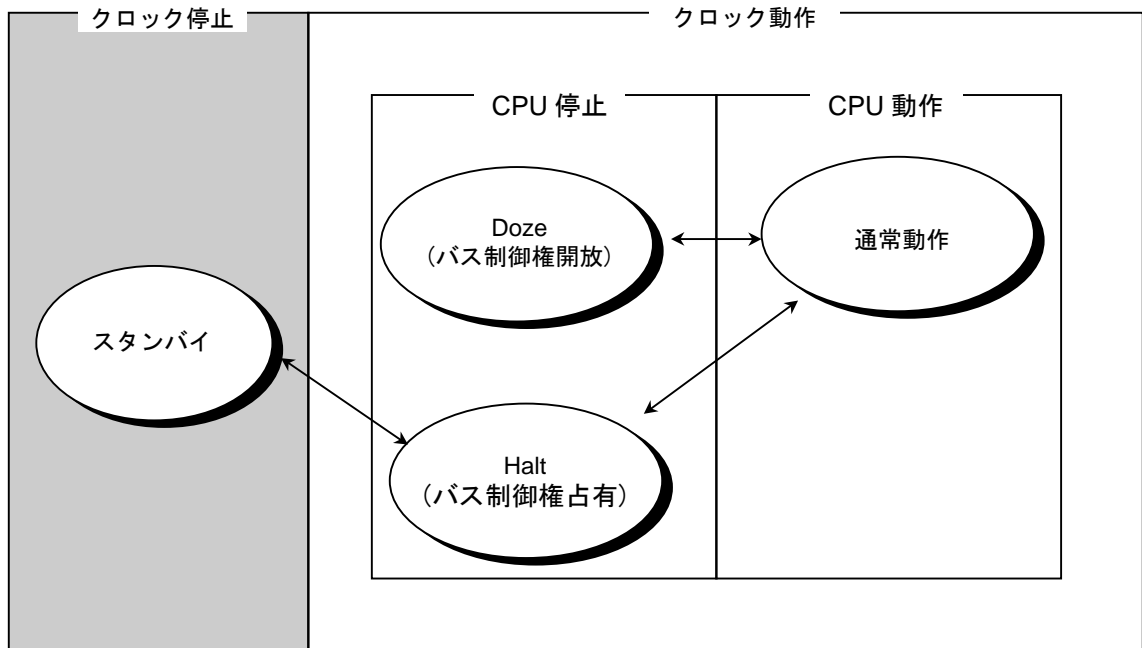 クロック停止
クロック動作
CPU 停止
CPU 動作
Doze
（バス制御権開放）
通常動作
スタンバイ
Halt
（バス制御権占有）